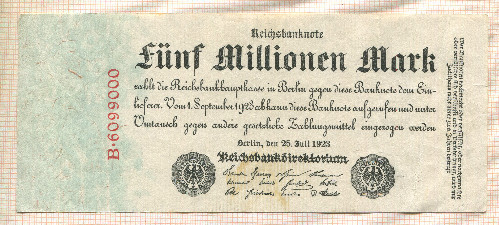 Reichsbanknote
Fünf Millionen Mark
zahlt die Reichsbankhauptkasse in Berlin gegen diese Banknote dem Ein-
lieferer. Vom 1. September 1923 ab kann diese Banknote aufgerufen und unter
Umtausch gegen andere gesetzliche Zahlungsmittel eingezogen werden
Berlin, den 25. Juli 1923
Reichsbankdirektorium
B·6099000